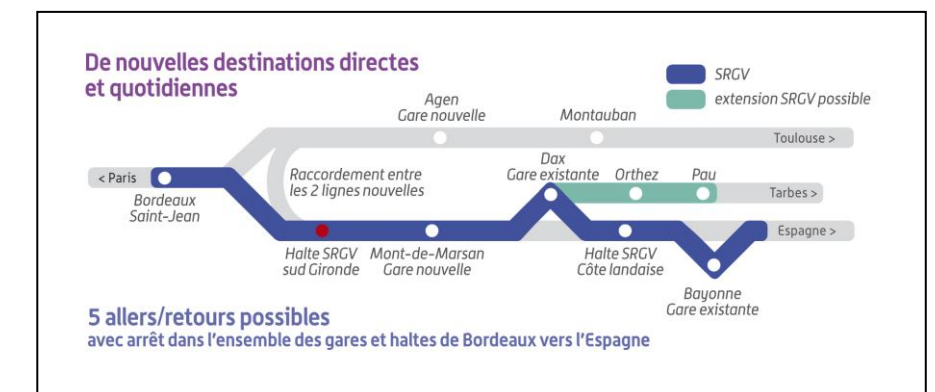 De nouvelles destinations directes
et quotidiennes
SRGV
extension SRGV possible
Agen
Gare nouvelle
Montauban
Toulouse >
< Paris
Bordeaux
Saint-Jean
Raccordement entre
les 2 lignes nouvelles
Dax
Gare existante
Orthez
Pau
Tarbes >
Espagne >
Halte SRGV
sud Gironde
Mont-de-Marsan
Gare nouvelle
Halte SRGV
Côte landaise
Bayonne
Gare existante
5 allers/retours possibles
avec arrêt dans l'ensemble des gares et haltes de Bordeaux vers l'Espagne